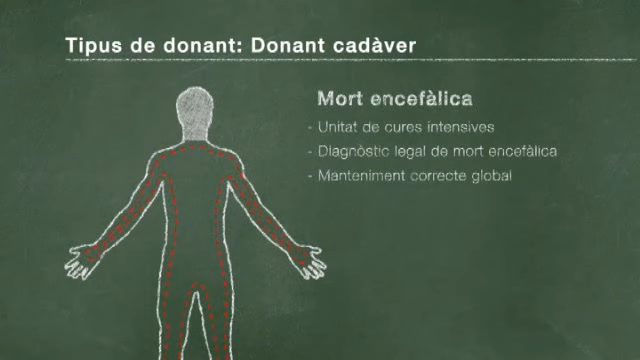 Tipus de donant: Donant cadàver
Mort encefàlica
- Unitat de cures intensives
- Diagnòstic legal de mort encefàlica
- Manteniment correcte global